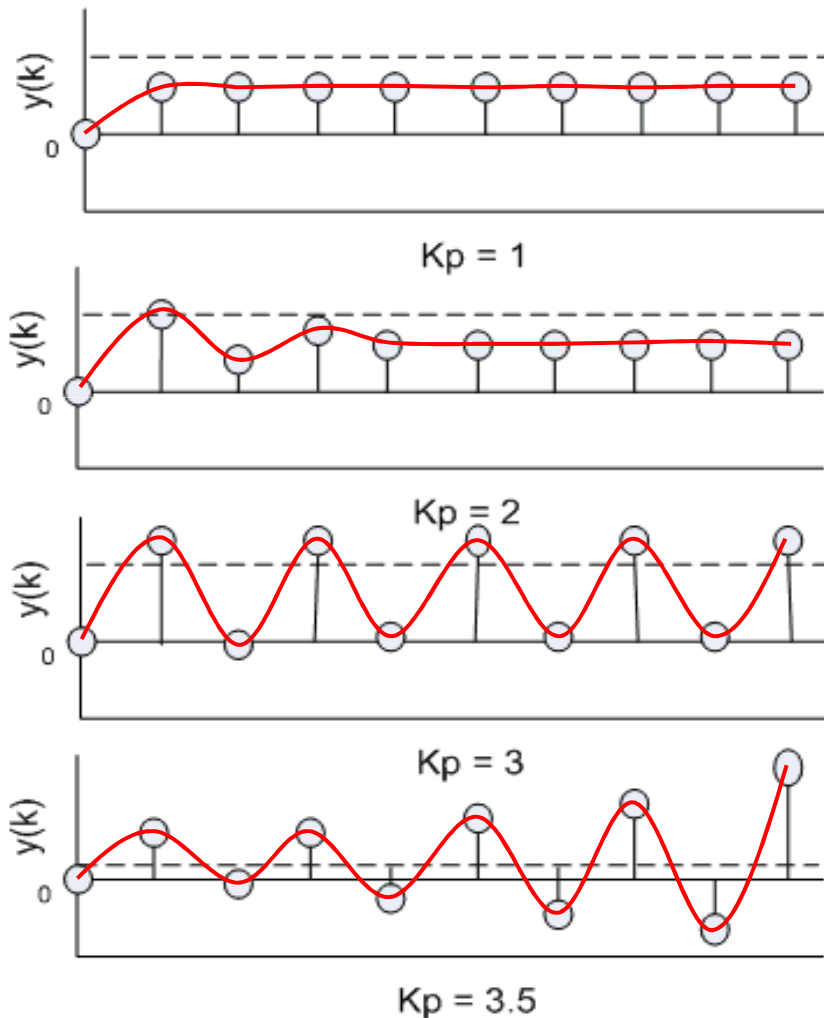 y(k)
0
Kp = 1
y(k)
0
Kp = 2
y(k)
0
Kp = 3
y(k)
0
Kp = 3.5